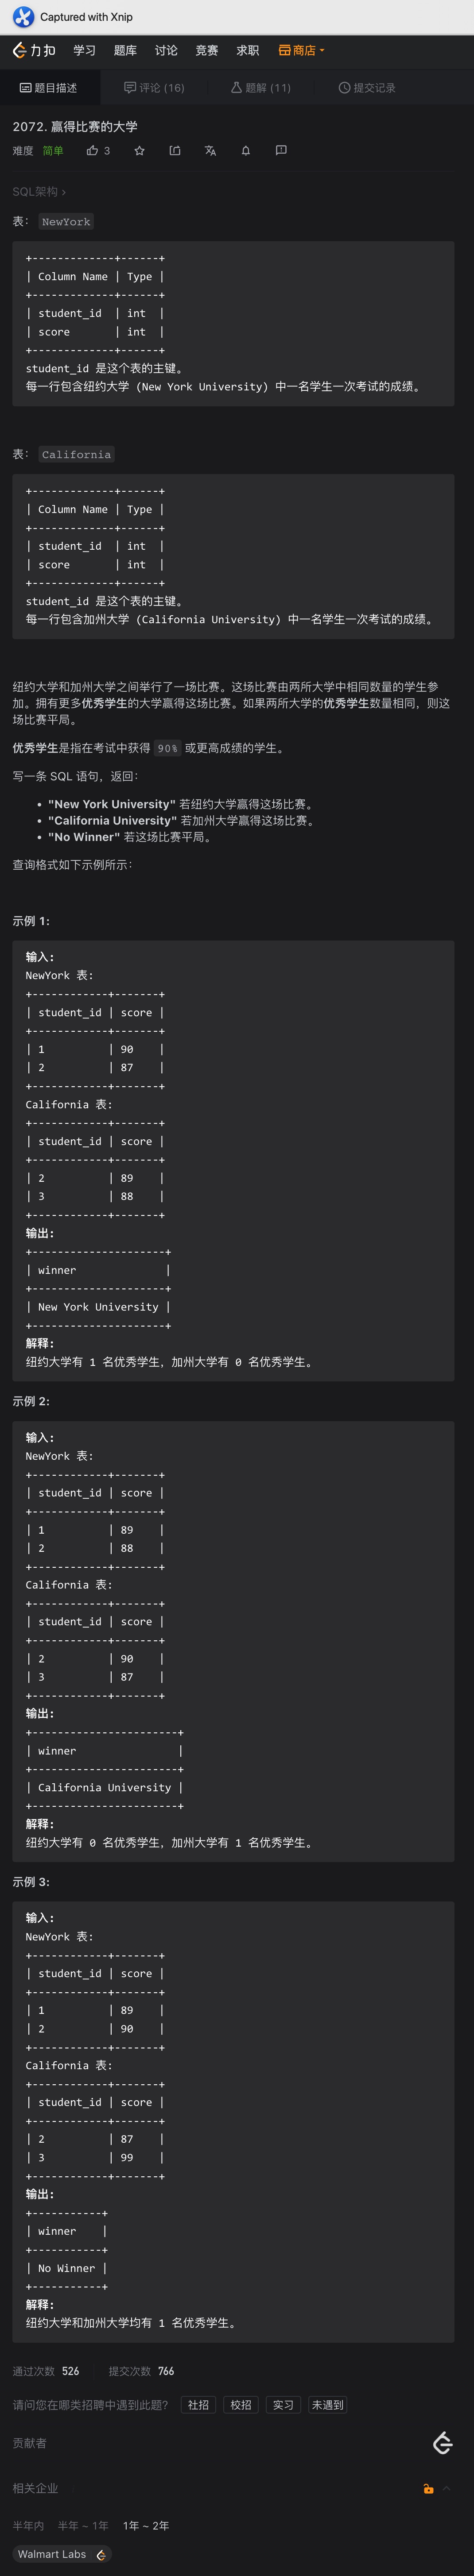 Captured with Xnip
力扣 学习 题库 讨论 竞赛 求职 商店
题目描述 评论 (16) 题解 (11) 提交记录
2072. 赢得比赛的大学
难度 简单 3
SQL架构 ›
表： NewYork
+-------------+------+
| Column Name | Type |
+-------------+------+
| student_id  | int  |
| score       | int  |
+-------------+------+
student_id 是这个表的主键。
每一行包含纽约大学 (New York University) 中一名学生一次考试的成绩。
表： California
+-------------+------+
| Column Name | Type |
+-------------+------+
| student_id  | int  |
| score       | int  |
+-------------+------+
student_id 是这个表的主键。
每一行包含加州大学 (California University) 中一名学生一次考试的成绩。
纽约大学和加州大学之间举行了一场比赛。这场比赛由两所大学中相同数量的学生参
加。拥有更多优秀学生的大学赢得这场比赛。如果两所大学的优秀学生数量相同，则这
场比赛平局。
优秀学生是指在考试中获得 90% 或更高成绩的学生。
写一条 SQL 语句，返回：
• "New York University" 若纽约大学赢得这场比赛。
• "California University" 若加州大学赢得这场比赛。
• "No Winner" 若这场比赛平局。
查询格式如下示例所示：
示例 1:
输入:
NewYork 表:
+------------+-------+
| student_id | score |
+------------+-------+
| 1          | 90    |
| 2          | 87    |
+------------+-------+
California 表:
+------------+-------+
| student_id | score |
+------------+-------+
| 2          | 89    |
| 3          | 88    |
+------------+-------+
输出:
+---------------------+
| winner              |
+---------------------+
| New York University |
+---------------------+
解释:
纽约大学有 1 名优秀学生，加州大学有 0 名优秀学生。
示例 2:
输入:
NewYork 表:
+------------+-------+
| student_id | score |
+------------+-------+
| 1          | 89    |
| 2          | 88    |
+------------+-------+
California 表:
+------------+-------+
| student_id | score |
+------------+-------+
| 2          | 90    |
| 3          | 87    |
+------------+-------+
输出:
+-----------------------+
| winner                |
+-----------------------+
| California University |
+-----------------------+
解释:
纽约大学有 0 名优秀学生，加州大学有 1 名优秀学生。
示例 3:
输入:
NewYork 表:
+------------+-------+
| student_id | score |
+------------+-------+
| 1          | 89    |
| 2          | 90    |
+------------+-------+
California 表:
+------------+-------+
| student_id | score |
+------------+-------+
| 2          | 87    |
| 3          | 99    |
+------------+-------+
输出:
+-----------+
| winner    |
+-----------+
| No Winner |
+-----------+
解释:
纽约大学和加州大学均有 1 名优秀学生。
通过次数 526 提交次数 766
请问您在哪类招聘中遇到此题？ 社招 校招 实习 未遇到
贡献者
相关企业
半年内 半年 ~ 1年 1年 ~ 2年
Walmart Labs